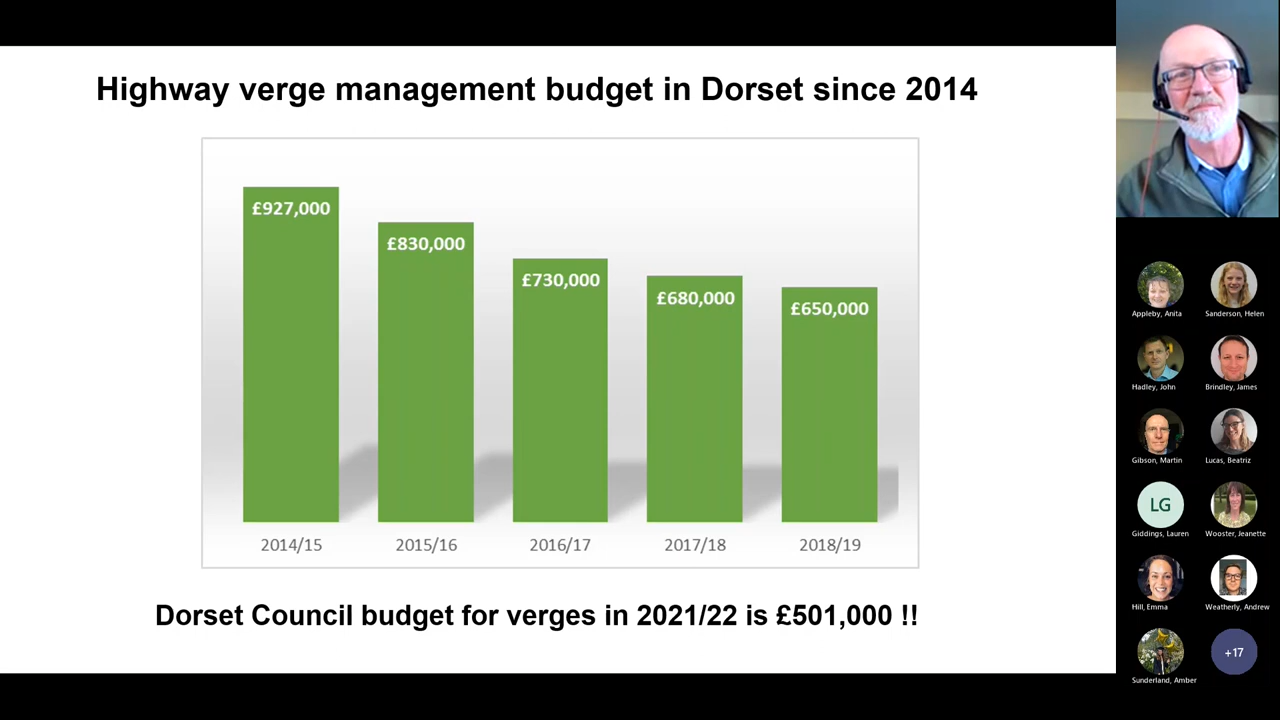 Highway verge management budget in Dorset since 2014
£927,000
£830,000
£730,000
£680,000
£650,000
2014/15
2015/16
2016/17
2017/18
2018/19
Dorset Council budget for verges in 2021/22 is £501,000 !!
Appleby, Anita
Sanderson, Helen
Hadley, John
Brindley, James
Gibson, Martin
Lucas, Beatriz
LG
Giddings, Lauren
Wooster, Jeanette
Hill, Emma
Weatherly, Andrew
Sunderland, Amber
+17